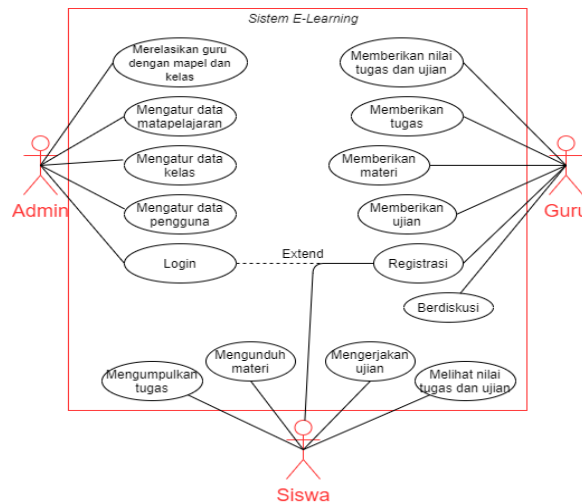 Sistem E-Learning
Merelasikan guru
dengan mapel dan
kelas
Mengatur data
matapelajaran
Mengatur data
kelas
Mengatur data
pengguna
Login
Admin
Extend
Memberikan nilai
tugas dan ujian
Memberikan
tugas
Memberikan
materi
Memberikan
ujian
Registrasi
Berdiskusi
Guru
Mengumpulkan
tugas
Mengunduh
materi
Mengerjakan
ujian
Melihat nilai
tugas dan ujian
Siswa